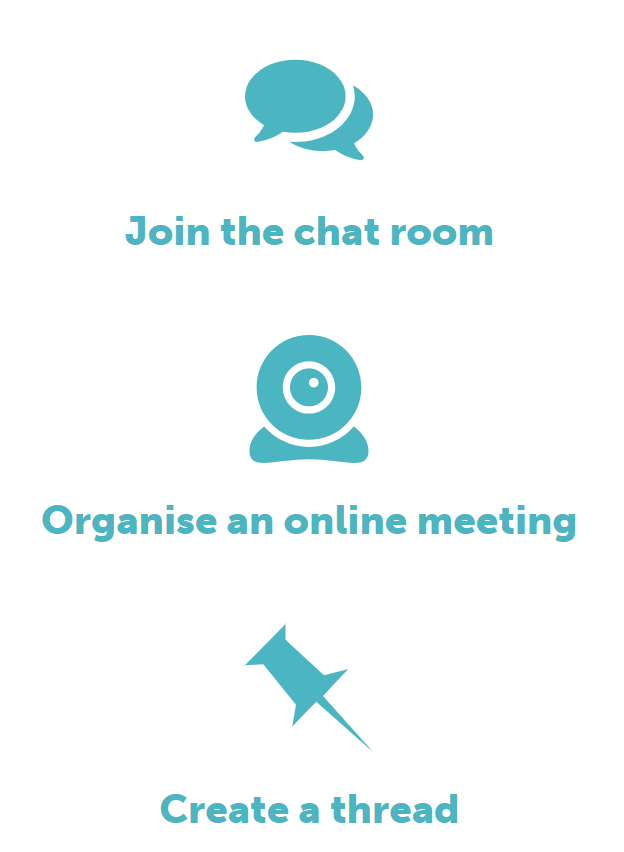 Join the chat room
Organise an online meeting
Create a thread